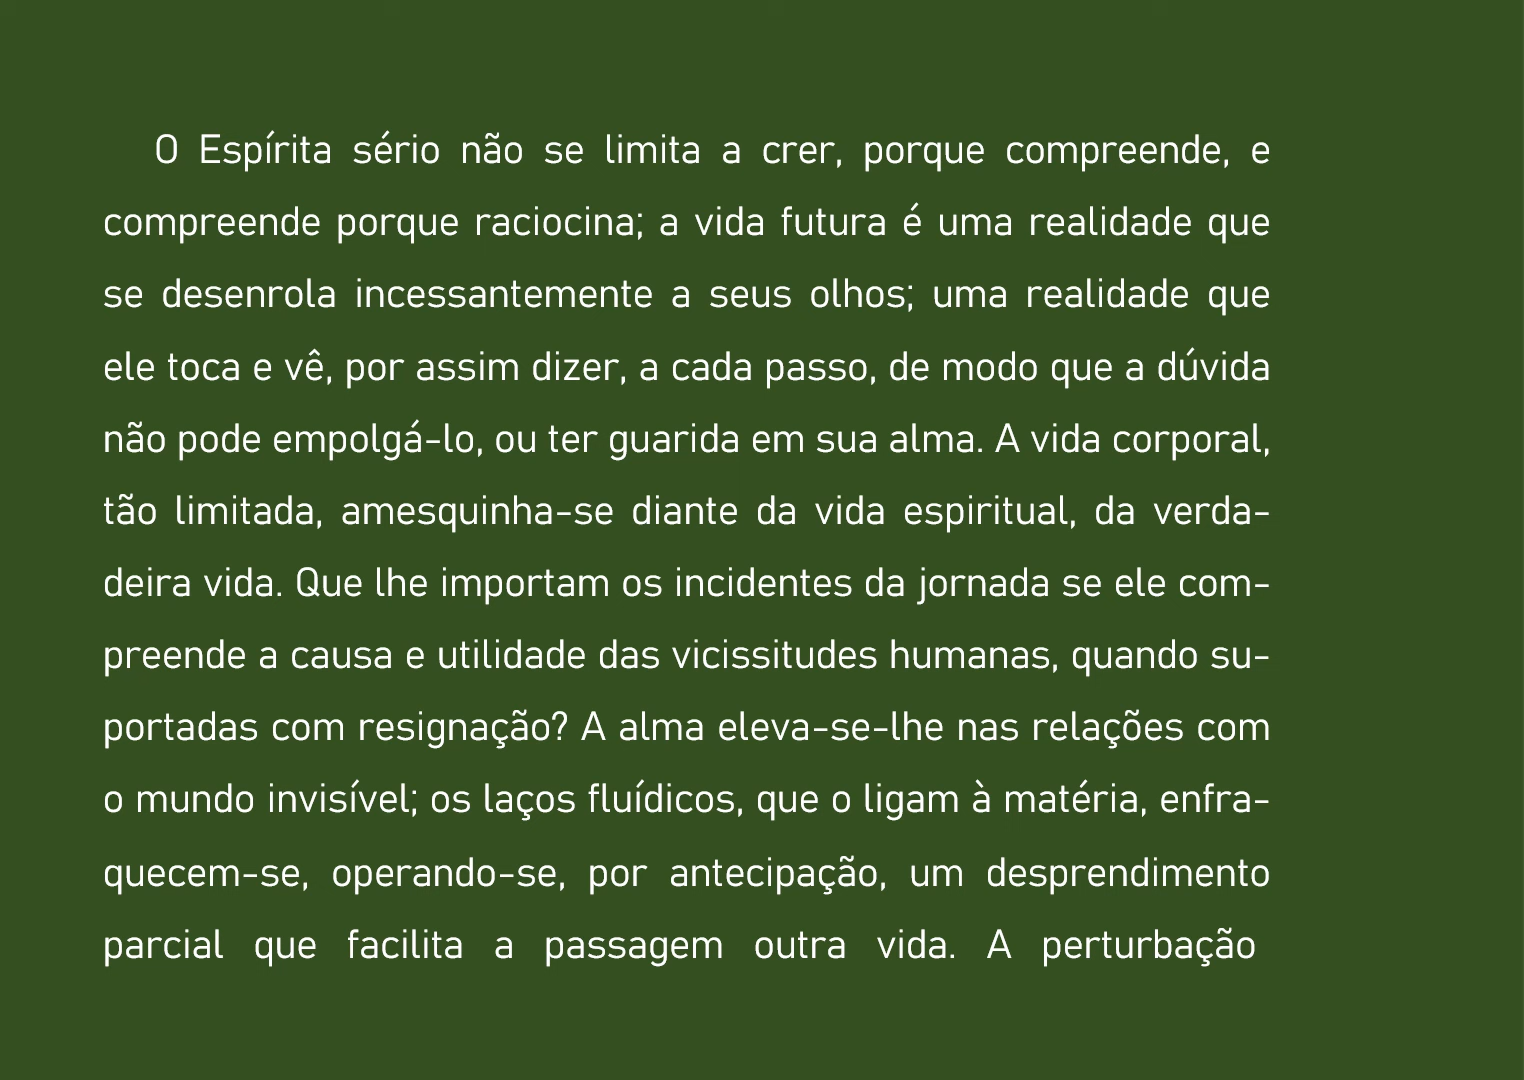 O Espírita sério não se limita a crer, porque compreende, e
compreende porque raciocina; a vida futura é uma realidade que
se desenrola incessantemente a seus olhos; uma realidade que
ele toca e vê, por assim dizer, a cada passo, de modo que a dúvida
não pode empolgá-lo, ou ter guarida em sua alma. A vida corporal,
tão limitada, amesquinha-se diante da vida espiritual, da verda-
deira vida. Que lhe importam os incidentes da jornada se ele com-
preende a causa e utilidade das vicissitudes humanas, quando su-
portadas com resignação? A alma eleva-se-lhe nas relações com
o mundo invisível; os laços fluídicos, que o ligam à matéria, enfra-
quecem-se, operando-se, por antecipação, um desprendimento
parcial que facilita a passagem outra vida. A perturbação